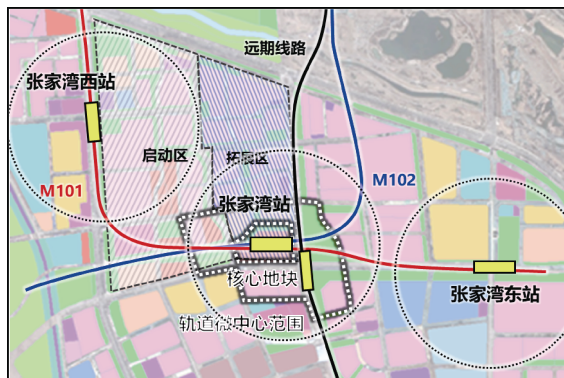 远期线路
张家湾西站
启动区
拓展区
M101
M102
张家湾站
核心地块
张家湾东站
轨道微中心范围